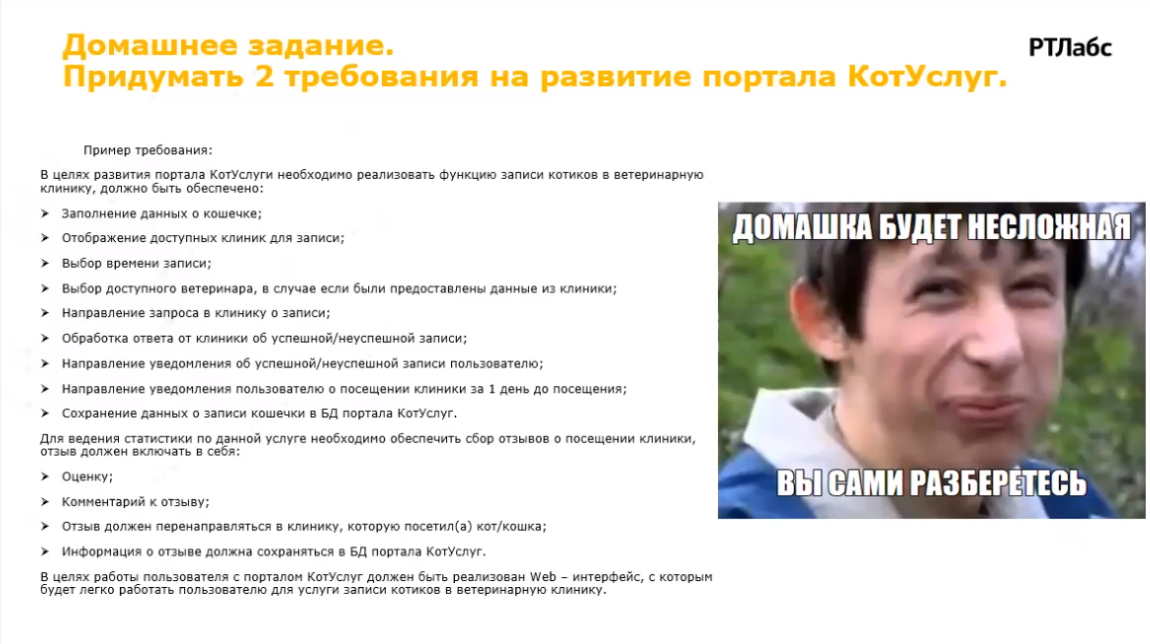 Домашнее задание.
Придумать 2 требования на развитие портала КотУслуг.
РТЛабс
Пример требования:
В целях развития портала КотУслуги необходимо реализовать функцию записи котиков в ветеринарную
клинику, должно быть обеспечено:
➤ Заполнение данных о кошечке;
➤ Отображение доступных клиник для записи;
➤ Выбор времени записи;
➤ Выбор доступного ветеринара, в случае если были предоставлены данные из клиники;
➤ Направление запроса в клинику о записи;
➤ Обработка ответа от клиники об успешной/неуспешной записи;
➤ Направление уведомления об успешной/неуспешной записи пользователю;
➤ Направление уведомления пользователю о посещении клиники за 1 день до посещения;
➤ Сохранение данных о записи кошечки в БД портала КотУслуг.
Для ведения статистики по данной услуге необходимо обеспечить сбор отзывов о посещении клиники,
отзыв должен включать в себя:
➤ Оценку;
➤ Комментарий к отзыву;
➤ Отзыв должен перенаправляться в клинику, которую посетил(а) кот/кошка;
➤ Информация о отзыве должна сохраняться в БД портала КотУслуг.
В целях работы пользователя с порталом КотУслуг должен быть реализован Web – интерфейс, с которым
будет легко работать пользователю для услуги записи котиков в ветеринарную клинику.
ДОМАШКА БУДЕТ НЕСЛОЖНАЯ
ВЫ САМИ РАЗБЕРЁТЕСЬ